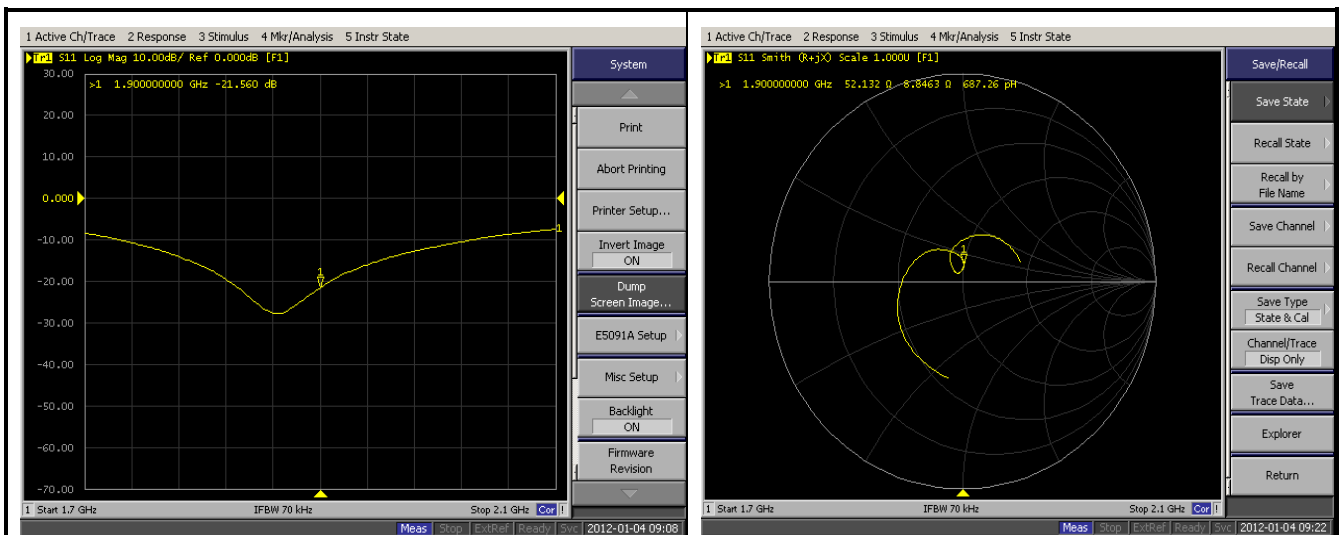 1 Active Ch/Trace 2 Response 3 Stimulus 4 Mkr/Analysis 5 Instr State
Tr1 S11 Log Mag 10.00dB/ Ref 0.000dB [F1]
>1 1.900000000 GHz -21.560 dB
30.00
20.00
10.00
0.000
-10.00
-20.00
-30.00
-40.00
-50.00
-60.00
-70.00
1
1
1 Start 1.7 GHz IFBW 70 kHz Stop 2.1 GHz Cor !
System
Print
Abort Printing
Printer Setup...
Invert Image
ON
Dump
Screen Image...
E5091A Setup
Misc Setup
Backlight
ON
Firmware
Revision
Meas Stop ExtRef Ready Svc 2012-01-04 09:08
1 Active Ch/Trace 2 Response 3 Stimulus 4 Mkr/Analysis 5 Instr State
Tr1 S11 Smith (R+jX) Scale 1.000U [F1]
>1 1.900000000 GHz 52.132 Ω 8.8463 Ω 687.26 pH
1
1 Start 1.7 GHz IFBW 70 kHz Stop 2.1 GHz Cor !
Save/Recall
Save State
Recall State
Recall by
File Name
Save Channel
Recall Channel
Save Type
State & Cal
Channel/Trace
Disp Only
Save
Trace Data...
Explorer
Return
Meas Stop ExtRef Ready Svc 2012-01-04 09:22